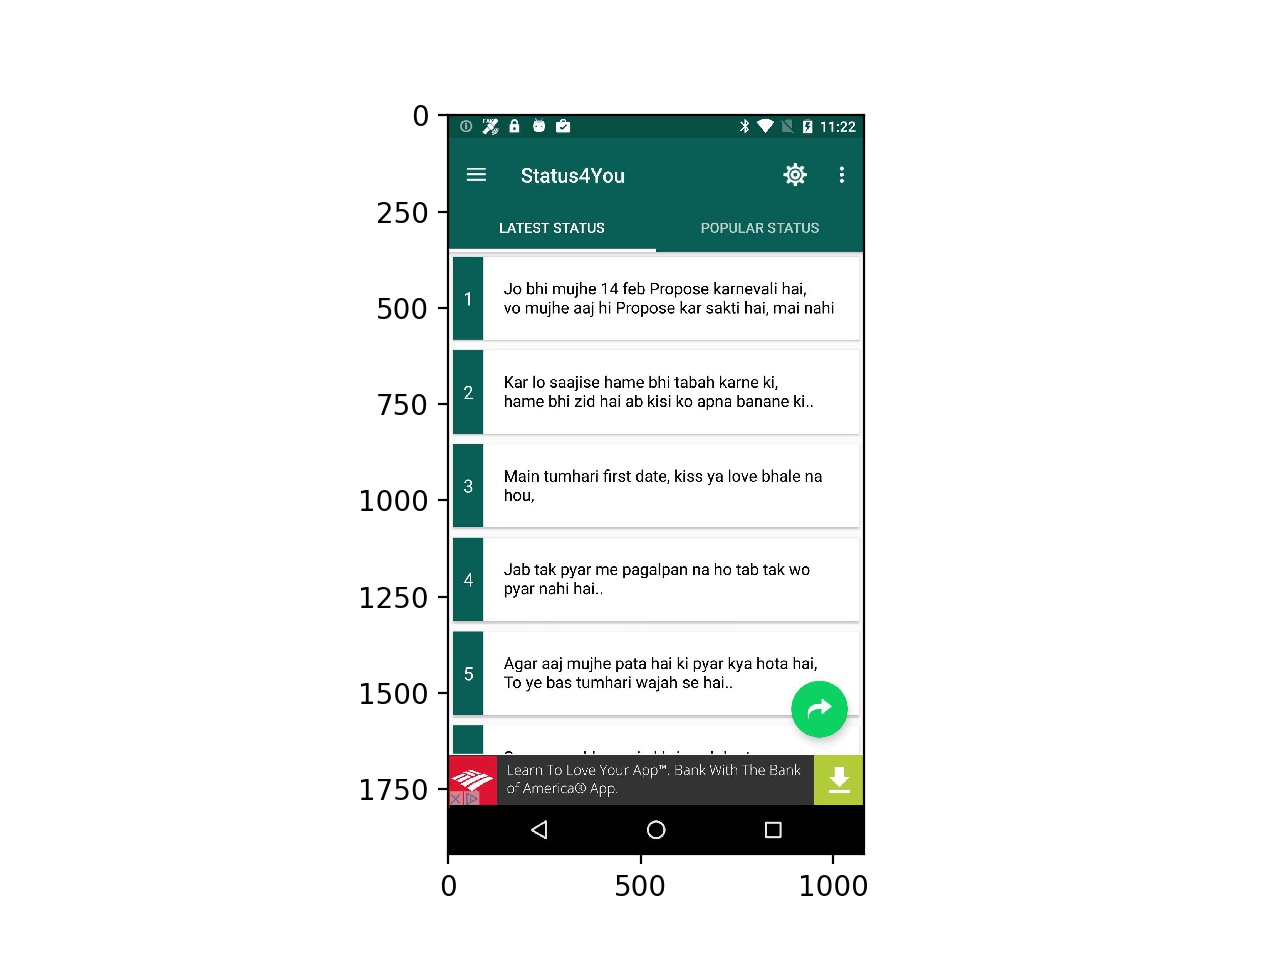 0
250
500
750
1000
1250
1500
1750
0
500
1000
11:22
Status4You
LATEST STATUS
POPULAR STATUS
1
Jo bhi mujhe 14 feb Propose karnevali hai,
vo mujhe aaj hi Propose kar sakti hai, mai nahi
2
Kar lo saajise hame bhi tabah karne ki,
hame bhi zid hai ab kisi ko apna banane ki..
3
Main tumhari first date, kiss ya love bhale na
hou,
4
Jab tak pyar me pagalpan na ho tab tak wo
pyar nahi hai..
5
Agar aaj mujhe pata hai ki pyar kya hota hai,
To ye bas tumhari wajah se hai..
Learn To Love Your App™. Bank With The Bank
of America® App.